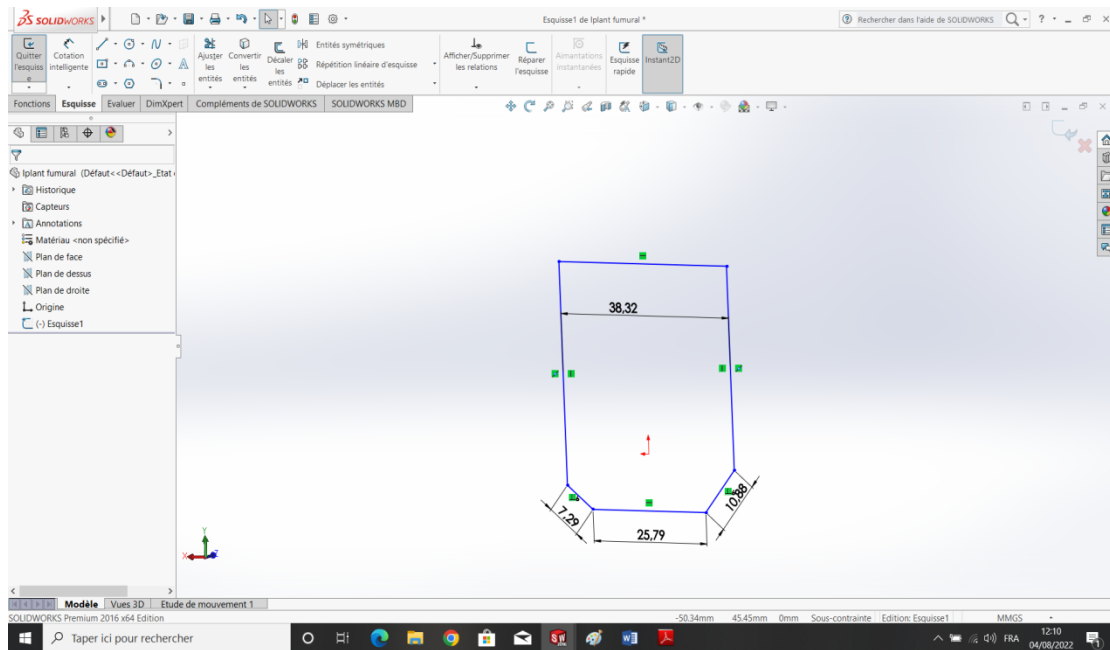 SOLIDWORKS
Esquisse1 de Iplant fumural *
Rechercher dans l'aide de SOLIDWORKS
Quitter l'esquiss e
Cotation intelligente
Ajuster les entités
Convertir les entités
Décaler les entités
Entités symétriques
Répétition linéaire d'esquisse
Déplacer les entités
Afficher/Supprimer les relations
Réparer l'esquisse
Aimantations instantanées
Esquisse rapide
Instant2D
Fonctions Esquisse Evaluer DimXpert Compléments de SOLIDWORKS SOLIDWORKS MBD
Iplant fumural (Défaut<<Défaut>_Etat
Historique
Capteurs
Annotations
Matériau <non spécifié>
Plan de face
Plan de dessus
Plan de droite
Origine
(-) Esquisse1
38,32
7,29
25,79
10,88
Y
X
Z
Modèle Vues 3D Etude de mouvement 1
SOLIDWORKS Premium 2016 x64 Edition
-50.34mm 45.45mm 0mm Sous-contrainte Edition: Esquisse1 MMGS
Taper ici pour rechercher
FRA
12:10
04/08/2022